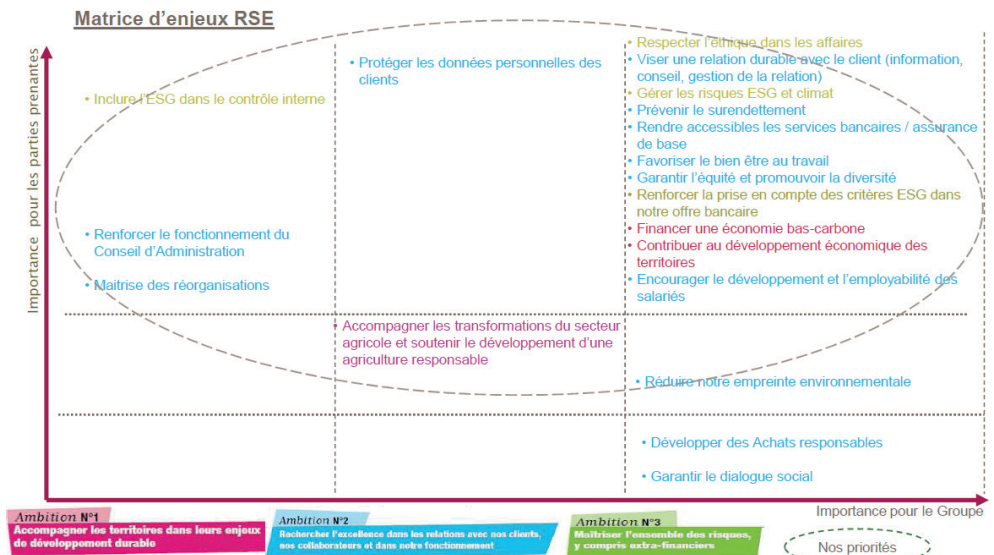 Matrice d'enjeux RSE
Importance pour les parties prenantes
• Inclure l'ESG dans le contrôle interne
• Renforcer le fonctionnement du
Conseil d'Administration
• Maitrise des réorganisations
• Protéger les données personnelles des
clients
• Accompagner les transformations du secteur
agricole et soutenir le développement d'une
agriculture responsable
• Respecter l'éthique dans les affaires
• Viser une relation durable avec le client (information,
conseil, gestion de la relation)
• Gérer les risques ESG et climat
• Prévenir le surendettement
• Rendre accessibles les services bancaires / assurance
de base
• Favoriser le bien être au travail
• Garantir l'équité et promouvoir la diversité
• Renforcer la prise en compte des critères ESG dans
notre offre bancaire
• Financer une économie bas-carbone
• Contribuer au développement économique des
territoires
• Encourager le développement et l'employabilité des
salariés
• Réduire notre empreinte environnementale
• Développer des Achats responsables
• Garantir le dialogue social
Importance pour le Groupe
Ambition N°1
Accompagner les territoires dans leurs enjeux
de développement durable
Ambition N°2
Rechercher l'excellence dans les relations avec nos clients,
nos collaborateurs et dans notre fonctionnement
Ambition N°3
Maîtriser l'ensemble des risques,
y compris extra-financiers
Nos priorités